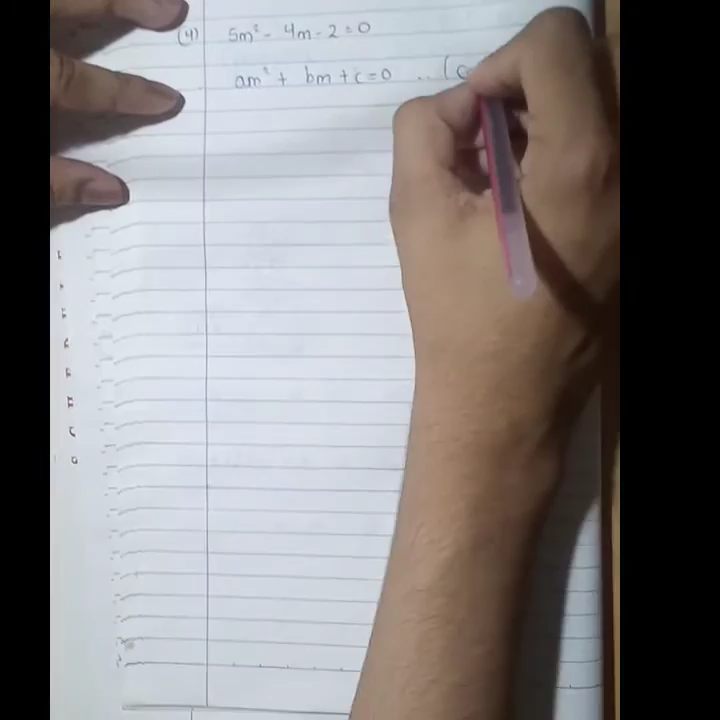 (4) 5m² - 4m - 2 = 0
am² + bm + c = 0 .. (c